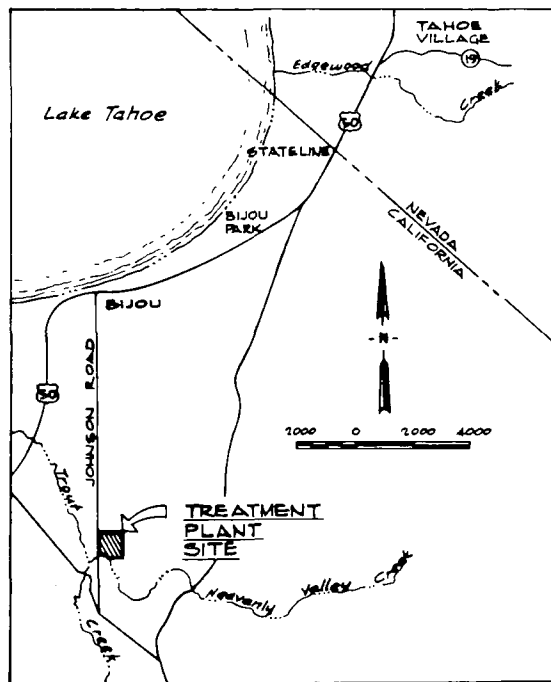 TAHOE
VILLAGE
19
Edgewood
Creek
Lake Tahoe
50
STATELINE
NEVADA
CALIFORNIA
BIJOU
PARK
BIJOU
N
JOHNSON ROAD
50
2000 0 2000 4000
Trout
TREATMENT
PLANT
SITE
Heavenly Valley Creek
Creek